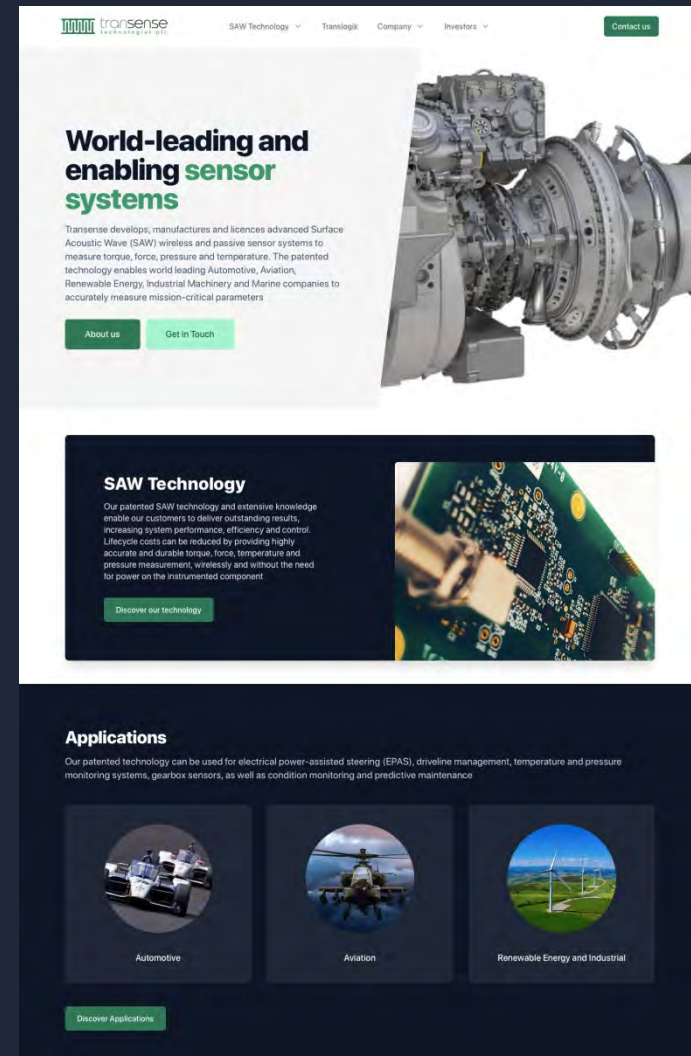 transense
technologies plc
SAW Technology
Translogik
Company
Investors
Contact us
World-leading and
enabling sensor
systems
Transense develops, manufactures and licences advanced Surface
Acoustic Wave (SAW) wireless and passive sensor systems to
measure torque, force, pressure and temperature. The patented
technology enables world leading Automotive, Aviation,
Renewable Energy, Industrial Machinery and Marine companies to
accurately measure mission-critical parameters
About us
Get in Touch
SAW Technology
Our patented SAW technology and extensive knowledge
enable our customers to deliver outstanding results,
increasing system performance, efficiency and control.
Lifecycle costs can be reduced by providing highly
accurate and durable torque, force, temperature and
pressure measurement, wirelessly and without the need
for power on the instrumented component
Discover our technology
Applications
Our patented technology can be used for electrical power-assisted steering (EPAS), driveline management, temperature and pressure
monitoring systems, gearbox sensors, as well as condition monitoring and predictive maintenance
Automotive
Aviation
Renewable Energy and Industrial
Discover Applications